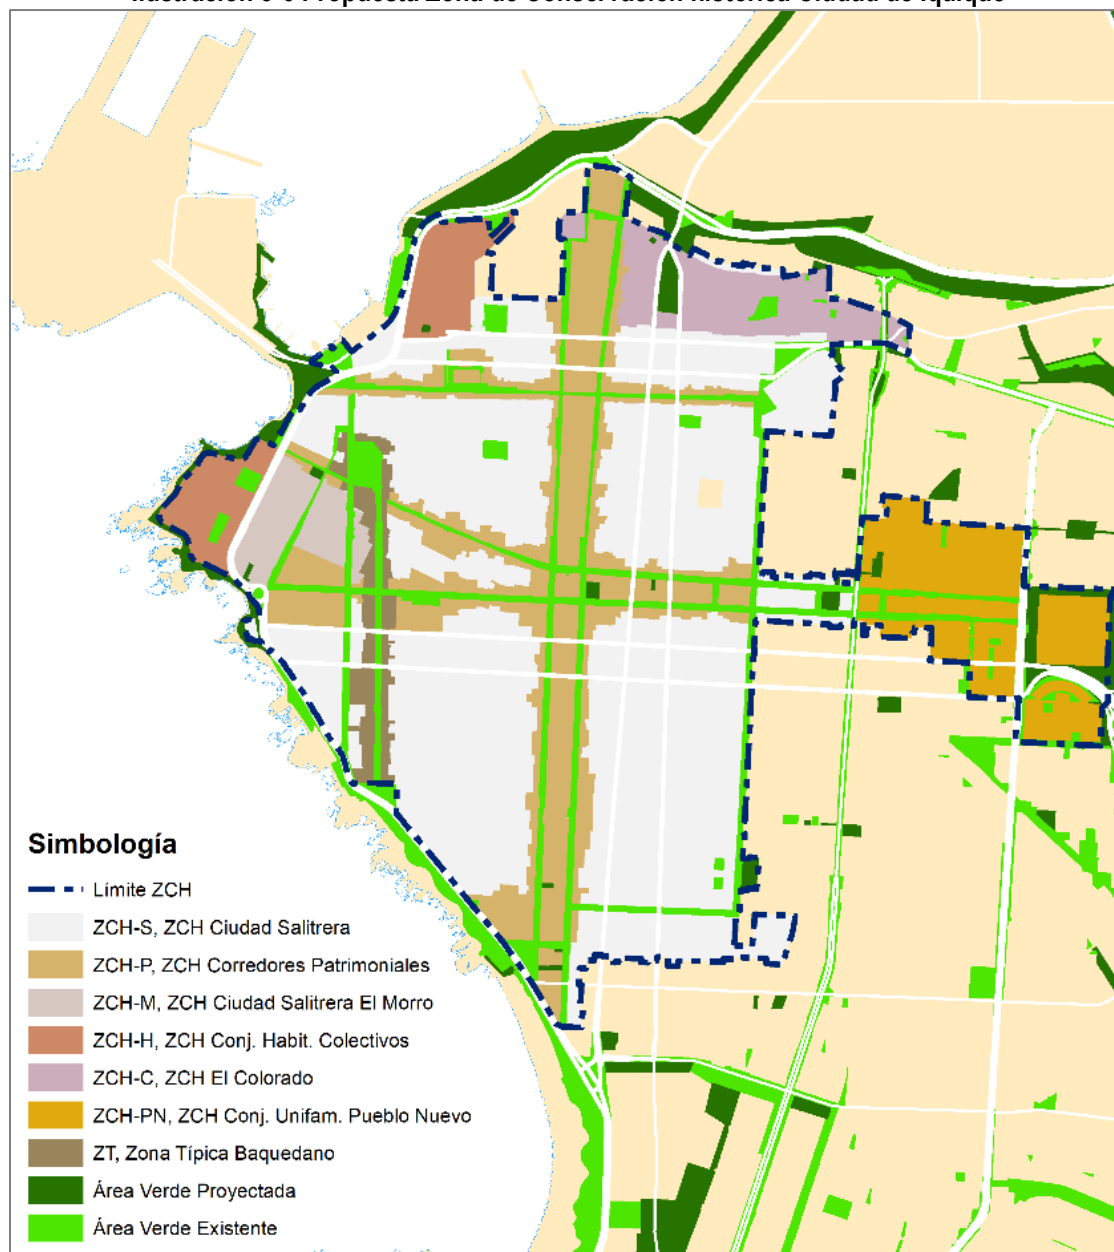 Simbología
Límite ZCH
ZCH-S, ZCH Ciudad Salitrera
ZCH-P, ZCH Corredores Patrimoniales
ZCH-M, ZCH Ciudad Salitrera El Morro
ZCH-H, ZCH Conj. Habit. Colectivos
ZCH-C, ZCH El Colorado
ZCH-PN, ZCH Conj. Unifam. Pueblo Nuevo
ZT, Zona Típica Baquedano
Área Verde Proyectada
Área Verde Existente